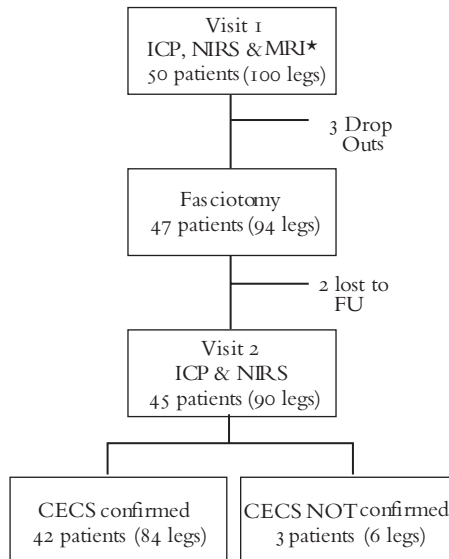 Visit 1
ICP, NIRS & MRI★
50 patients (100 legs)
3 Drop
Outs
Fasciotomy
47 patients (94 legs)
2 lost to
FU
Visit 2
ICP & NIRS
45 patients (90 legs)
CECS confirmed
42 patients (84 legs)
CECS NOT confirmed
3 patients (6 legs)